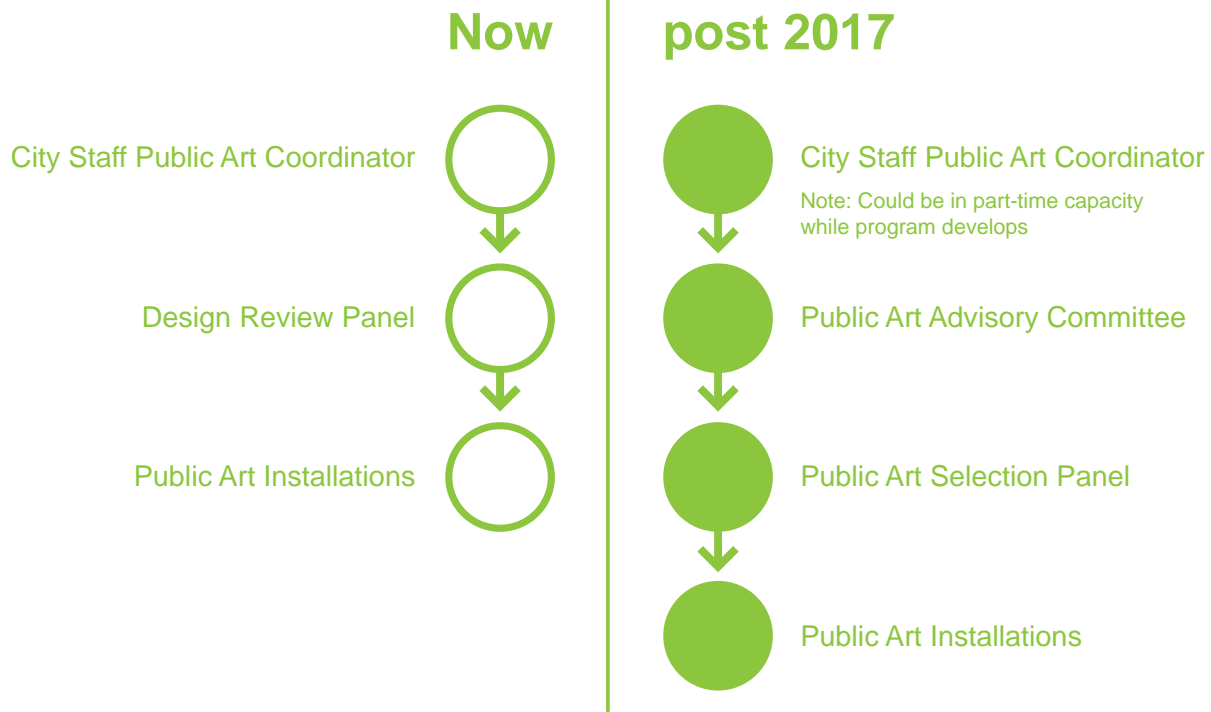 Now
City Staff Public Art Coordinator
Design Review Panel
Public Art Installations
post 2017
City Staff Public Art Coordinator
Note: Could be in part-time capacity
while program develops
Public Art Advisory Committee
Public Art Selection Panel
Public Art Installations